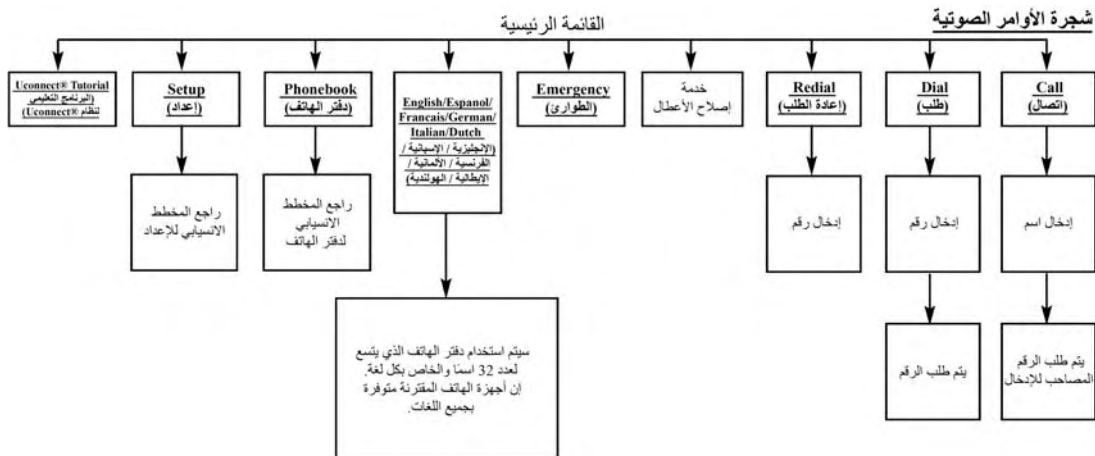 شجرة الأوامر الصوتية
القائمة الرئيسية
Call
(اتصال)
Dial
(طلب)
Redial
(إعادة الطلب)
خدمة
إصلاح الأعطال
Emergency
(الطوارئ)
English/Espanol/
Francais/German/
Italian/Dutch
(الإنجليزية / الإسبانية /
الفرنسية / الألمانية /
الإيطالية / الهولندية)
Phonebook
(دفتر الهاتف)
Setup
(إعداد)
Uconnect® Tutorial
(البرنامج التعليمي
لنظام Uconnect®)
إدخال اسم
إدخال رقم
إدخال رقم
راجع المخطط
الانسيابي
لدفتر الهاتف
راجع المخطط
الانسيابي للإعداد
يتم طلب الرقم
المصاحب للإدخال
يتم طلب الرقم
سيتم استخدام دفتر الهاتف الذي يتسع
لعدد 32 اسمًا والخاص بكل لغة.
إن أجهزة الهاتف المقترنة متوفرة
بجميع اللغات.